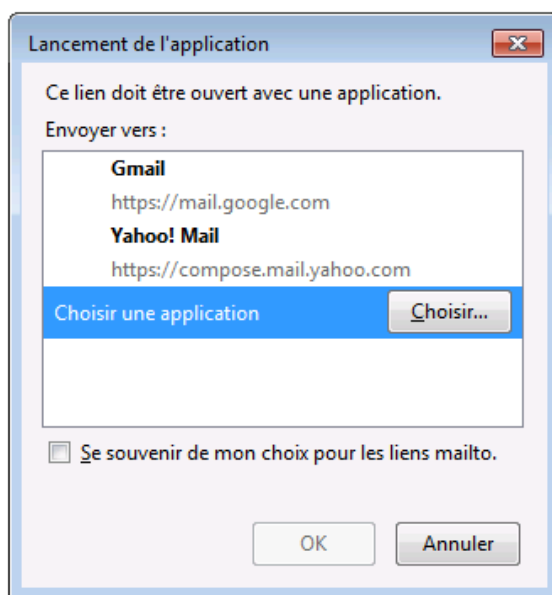 Lancement de l'application
Ce lien doit être ouvert avec une application.
Envoyer vers :
Gmail
https://mail.google.com
Yahoo! Mail
https://compose.mail.yahoo.com
Choisir une application Choisir...
Se souvenir de mon choix pour les liens mailto.
OK Annuler